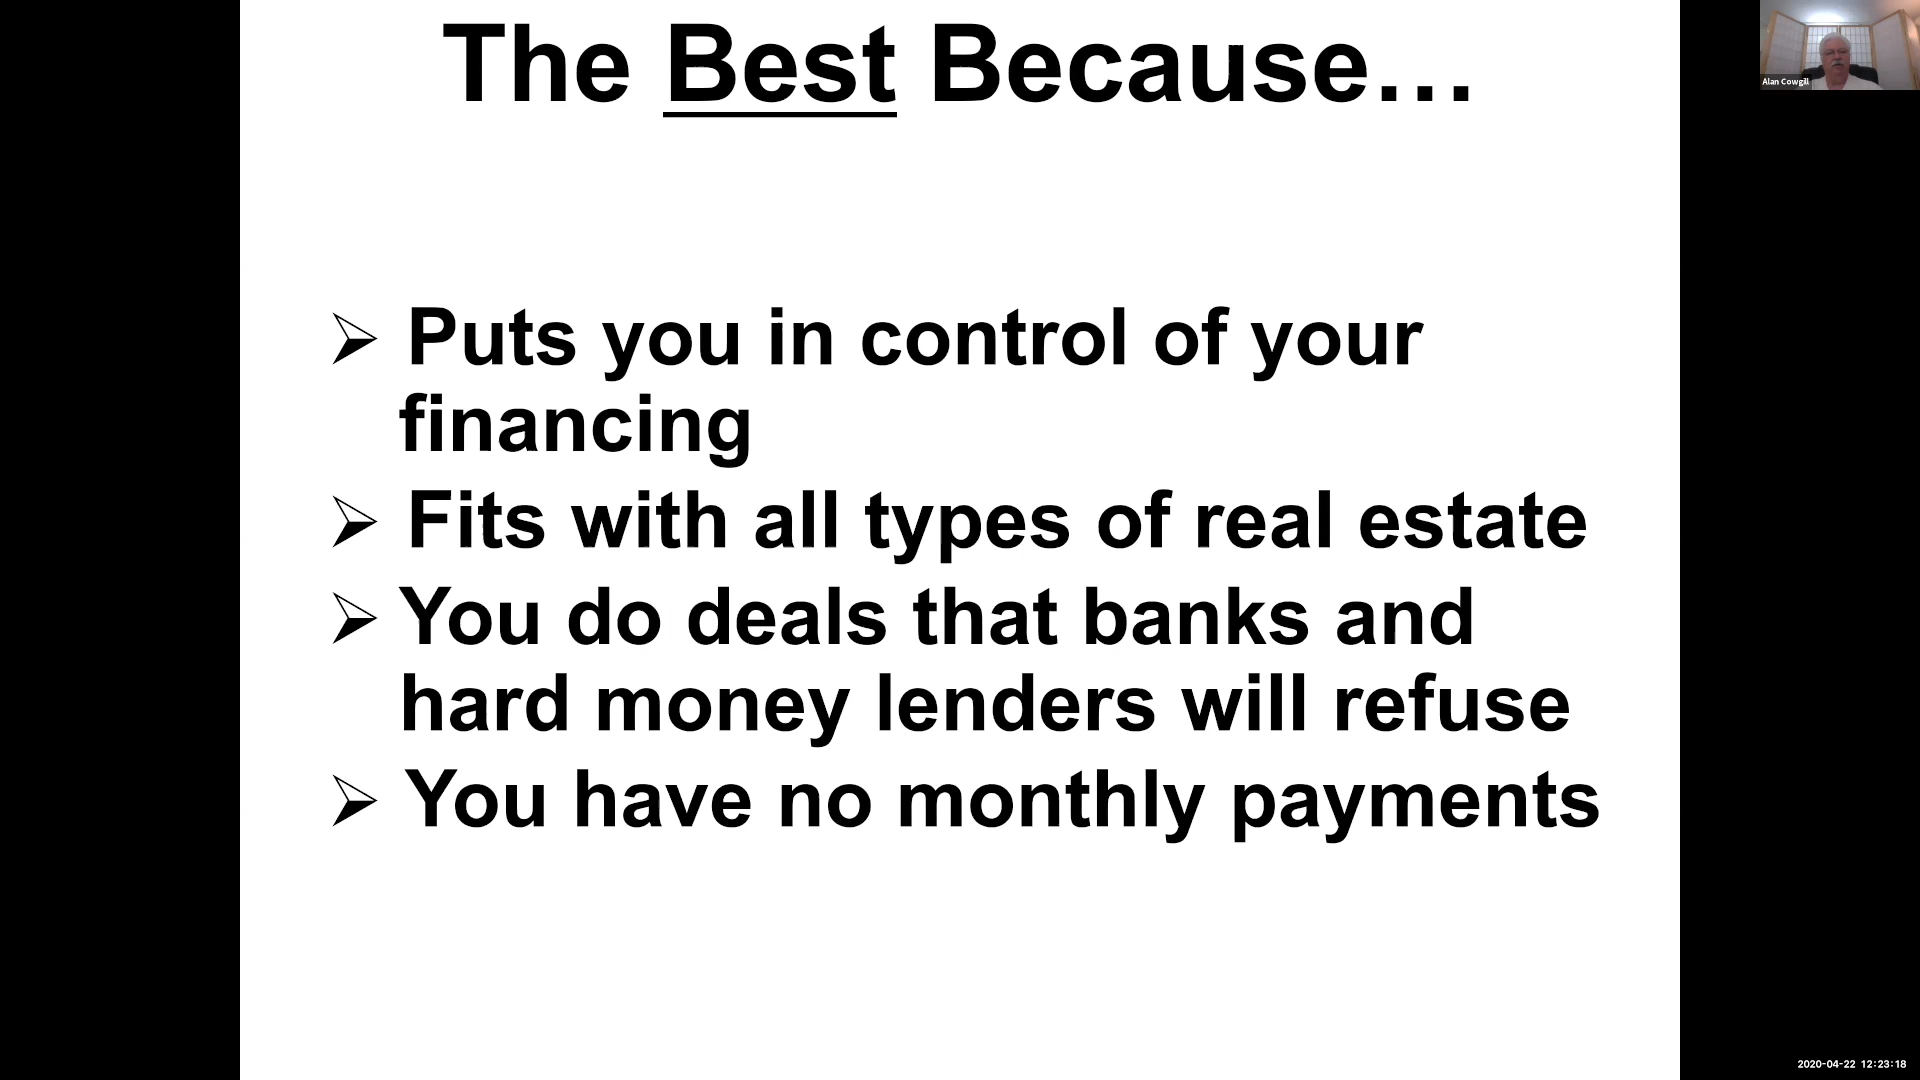 The Best Because…
Alan Cowgill
➢ Puts you in control of your
financing
➢ Fits with all types of real estate
➢ You do deals that banks and
hard money lenders will refuse
➢ You have no monthly payments
2020-04-22 12:23:18